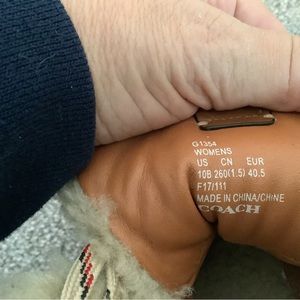 G1354
WOMENS
US CN EUR
10B 260(1.5) 40.5
F17/111
MADE IN CHINA/CHINE
COACH